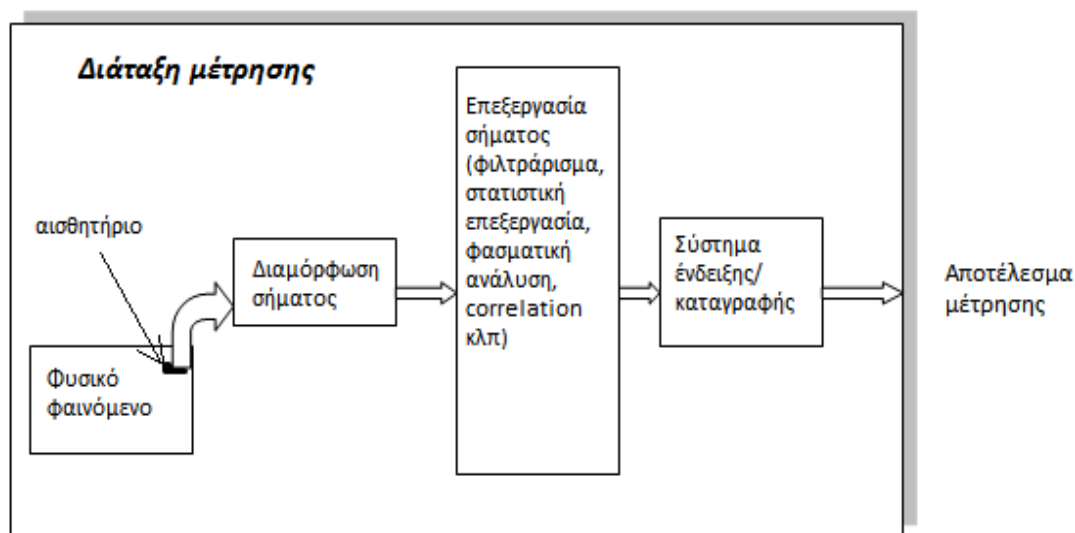 Διάταξη μέτρησης
αισθητήριο
Φυσικό
φαινόμενο
Διαμόρφωση
σήματος
Επεξεργασία
σήματος
(φιλτράρισμα,
στατιστική
επεξεργασία,
φασματική
ανάλυση,
correlation
κλπ)
Σύστημα
ένδειξης/
καταγραφής
Αποτέλεσμα
μέτρησης